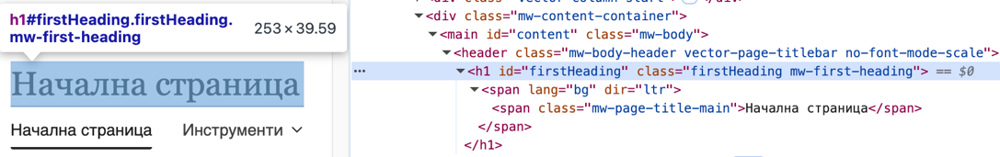 h1#firstHeading.firstHeading.
mw-first-heading
253 × 39.59
Начална страница
Начална страница
Инструменти
<div class="mw-content-container">
<main id="content" class="mw-body">
<header class="mw-body-header vector-page-titlebar no-font-mode-scale">
<h1 id="firstHeading" class="firstHeading mw-first-heading"> == $0
<span lang="bg" dir="ltr">
<span class="mw-page-title-main">Начална страница</span>
</span>
</h1>